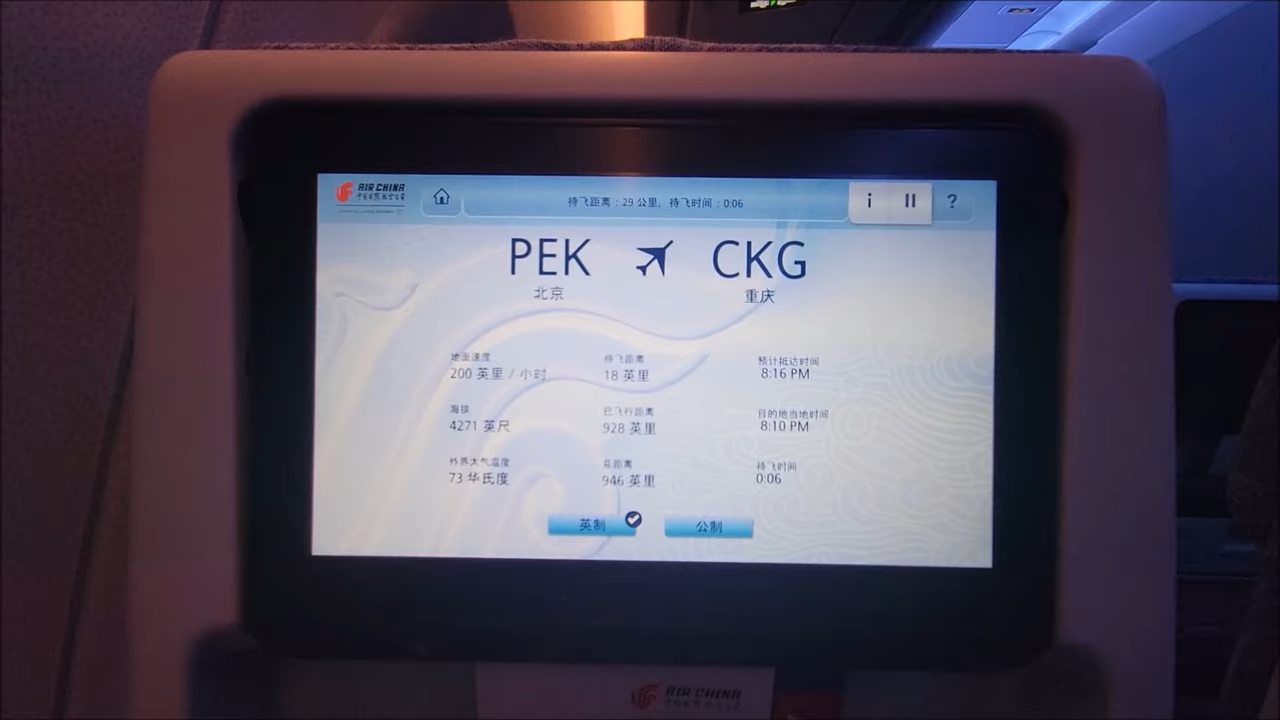 AIR CHINA
中国国际航空公司
待飞距离：29 公里，待飞时间：0:06
i
?
PEK CKG
北京 重庆
地面速度 待飞距离 预计抵达时间
200 英里 / 小时 18 英里 8:16 PM
海拔 已飞行距离 目的地当地时间
4271 英尺 928 英里 8:10 PM
外界大气温度 总距离 待飞时间
73 华氏度 946 英里 0:06
英制 公制
AIR CHINA
中国国际航空公司